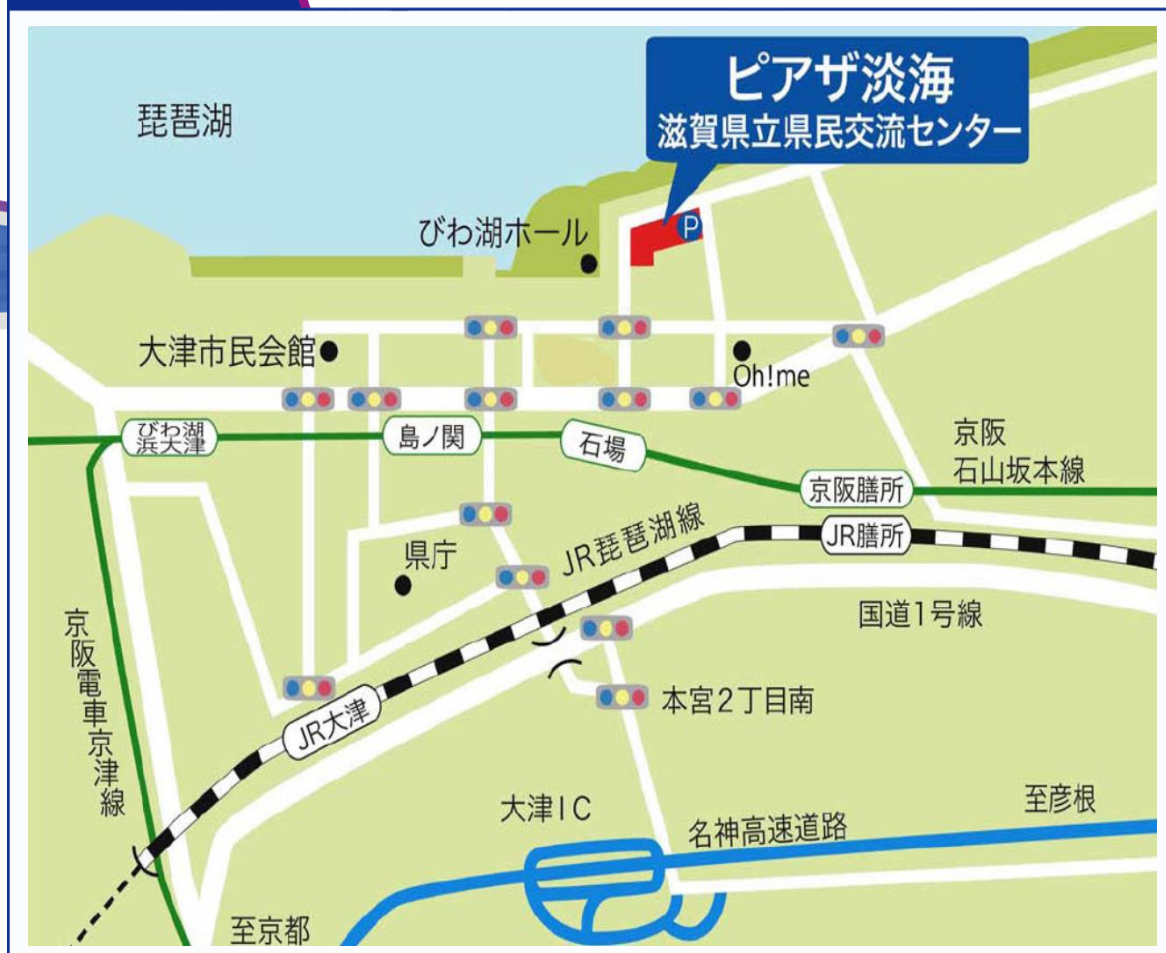 ピアザ淡海
滋賀県立県民交流センター
琵琶湖
P
びわ湖ホール
大津市民会館
Oh!me
びわ湖
浜大津
島ノ関
石場
京阪
石山坂本線
京阪膳所
JR琵琶湖線
JR膳所
県庁
国道1号線
京阪電車京津線
本宮2丁目南
JR大津
大津IC
名神高速道路
至彦根
至京都